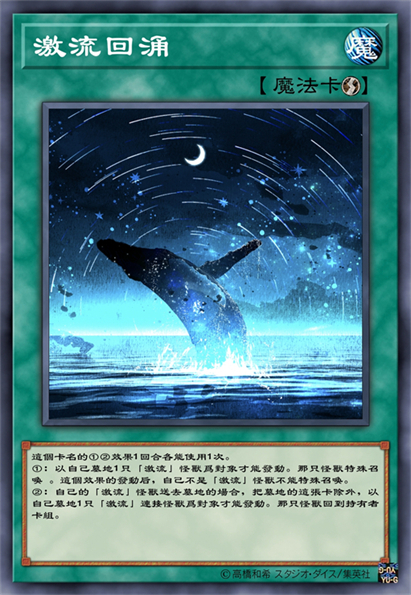 激流回涌
魔
【 魔法卡 】
這個卡名的①②效果1回合各能使用1次。
①：以自己墓地1只「激流」怪獸爲對象才能發動。那只怪獸特殊召
喚 。這個效果的發動后，自己不是「激流」怪獸不能特殊召喚。
②：自己的「激流」怪獸送去墓地的場合，把墓地的這張卡除外，以
自己墓地1只「激流」連接怪獸爲對象才能發動。那只怪獸回到持有者
卡組。
©高橋和希 スタジオ・ダイス/集英社